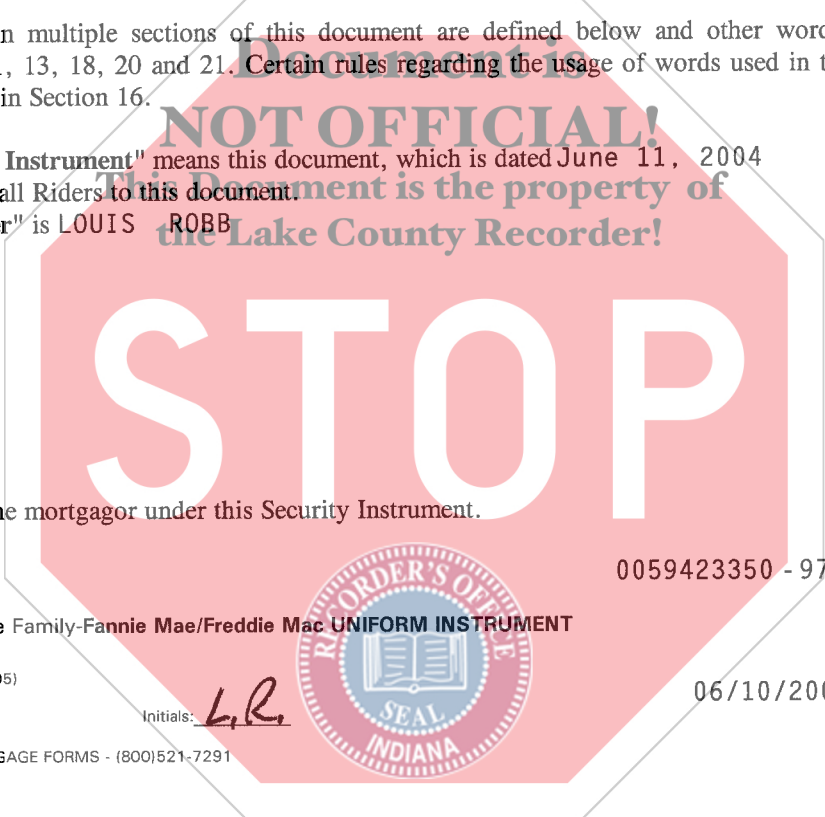 n multiple sections of this document are defined below and other word
, 13, 18, 20 and 21. Certain rules regarding the usage of words used in t
in Section 16.
Document is
NOT OFFICIAL!
This Document is the property of
the Lake County Recorder!
Instrument" means this document, which is dated June 11, 2004
all Riders to this document.
r" is LOUIS ROBB
STOP
e mortgagor under this Security Instrument.
0059423350 - 97
e Family-Fannie Mae/Freddie Mac UNIFORM INSTRUMENT
5)
06/10/200
Initials: L.R.
GAGE FORMS - (800)521-7291
RECORDER'S OFFICE
SEAL
INDIANA